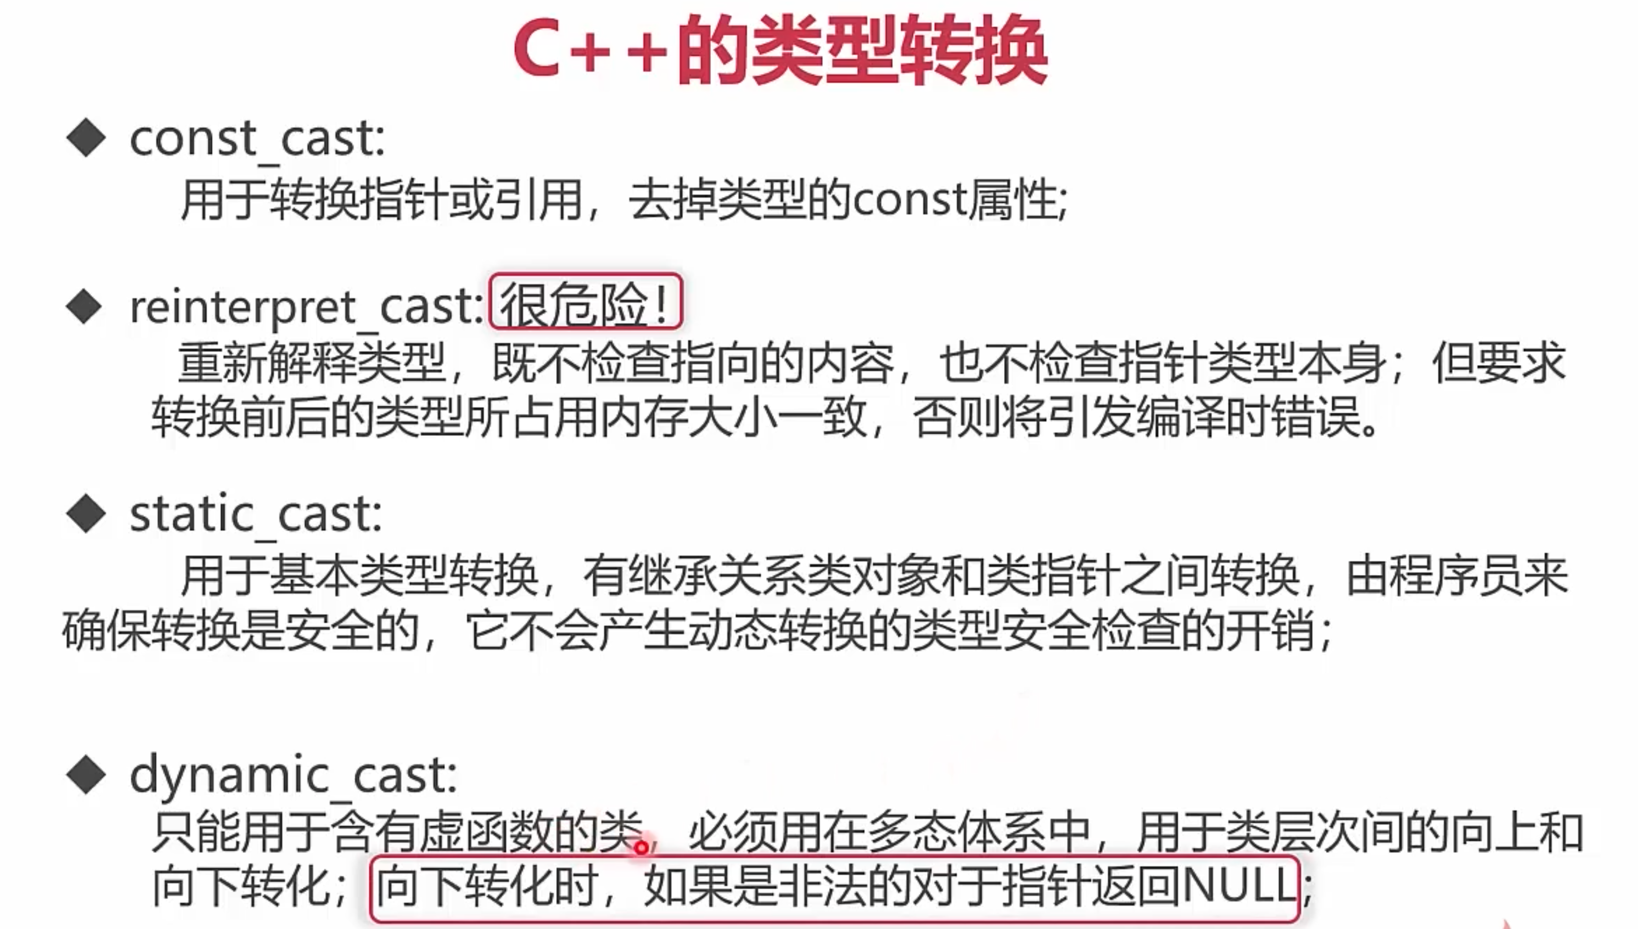 C++的类型转换
◆ const_cast:
用于转换指针或引用，去掉类型的const属性;
◆ reinterpret_cast: 很危险！
重新解释类型，既不检查指向的内容，也不检查指针类型本身；但要求
转换前后的类型所占用内存大小一致，否则将引发编译时错误。
◆ static_cast:
用于基本类型转换，有继承关系类对象和类指针之间转换，由程序员来
确保转换是安全的，它不会产生动态转换的类型安全检查的开销；
◆ dynamic_cast:
只能用于含有虚函数的类，必须用在多态体系中，用于类层次间的向上和
向下转化；向下转化时，如果是非法的对于指针返回NULL；